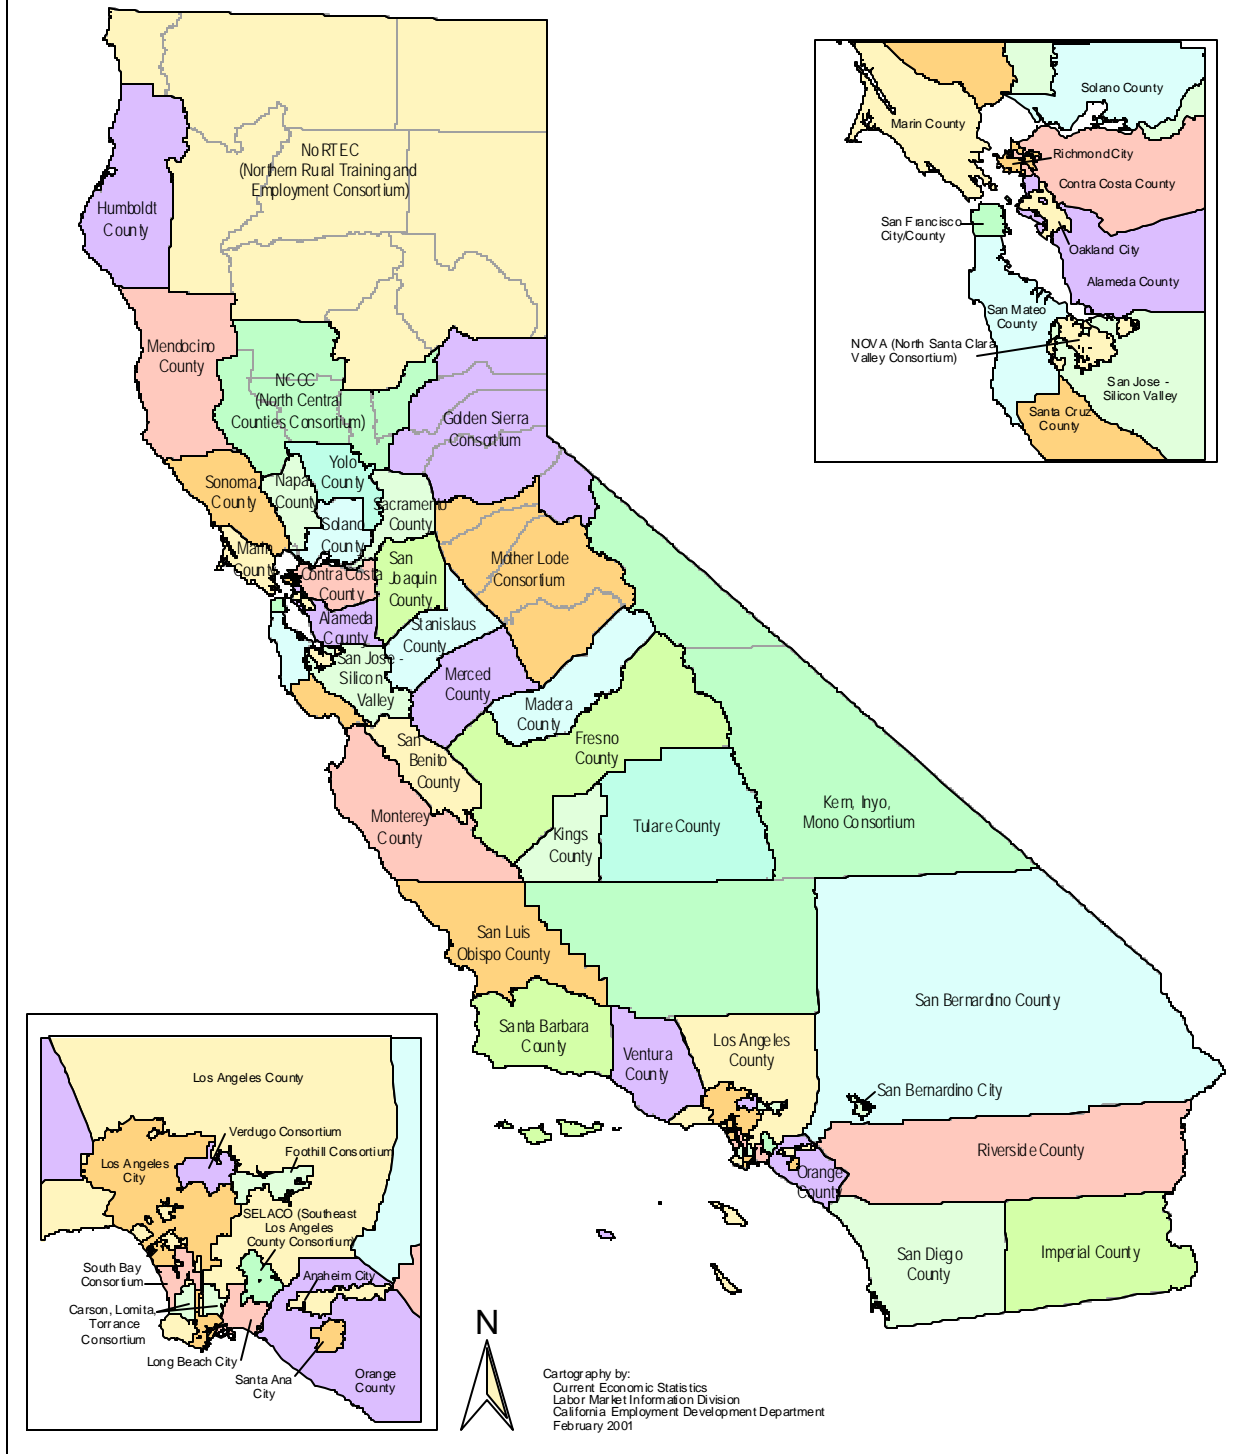 NoRTEC
(Northern Rural Training and
Employment Consortium)
Humboldt
County
Mendocino
County
NCCC
(North Central
Counties Consortium)
Golden Sierra
Consortium
Yolo
County
Napa
County
Sonoma
County
Sacramento
County
Solano
County
Marin
County
Contra Costa
County
San
Joaquin
County
Mother Lode
Consortium
Alameda
County
Stanislaus
County
San Jose -
Silicon
Valley
Merced
County
Madera
County
San
Benito
County
Fresno
County
Monterey
County
Kings
County
Tulare County
Kern, Inyo,
Mono Consortium
San Luis
Obispo County
San Bernardino County
Santa Barbara
County
Ventura
County
Los Angeles
County
San Bernardino City
Riverside County
Orange
County
San Diego
County
Imperial County
Solano County
Marin County
Richmond City
Contra Costa County
San Francisco
City/County
Oakland City
Alameda County
San Mateo
County
NOVA (North Santa Clara
Valley Consortium)
San Jose -
Silicon Valley
Santa Cruz
County
Los Angeles County
Verdugo Consortium
Foothill Consortium
Los Angeles
City
SELACO (Southeast
Los Angeles
County Consortium)
South Bay
Consortium
Anaheim City
Carson, Lomita,
Torrance
Consortium
Long Beach City
Santa Ana
City
Orange
County
N
Cartography by:
Current Economic Statistics
Labor Market Information Division
California Employment Development Department
February 2001